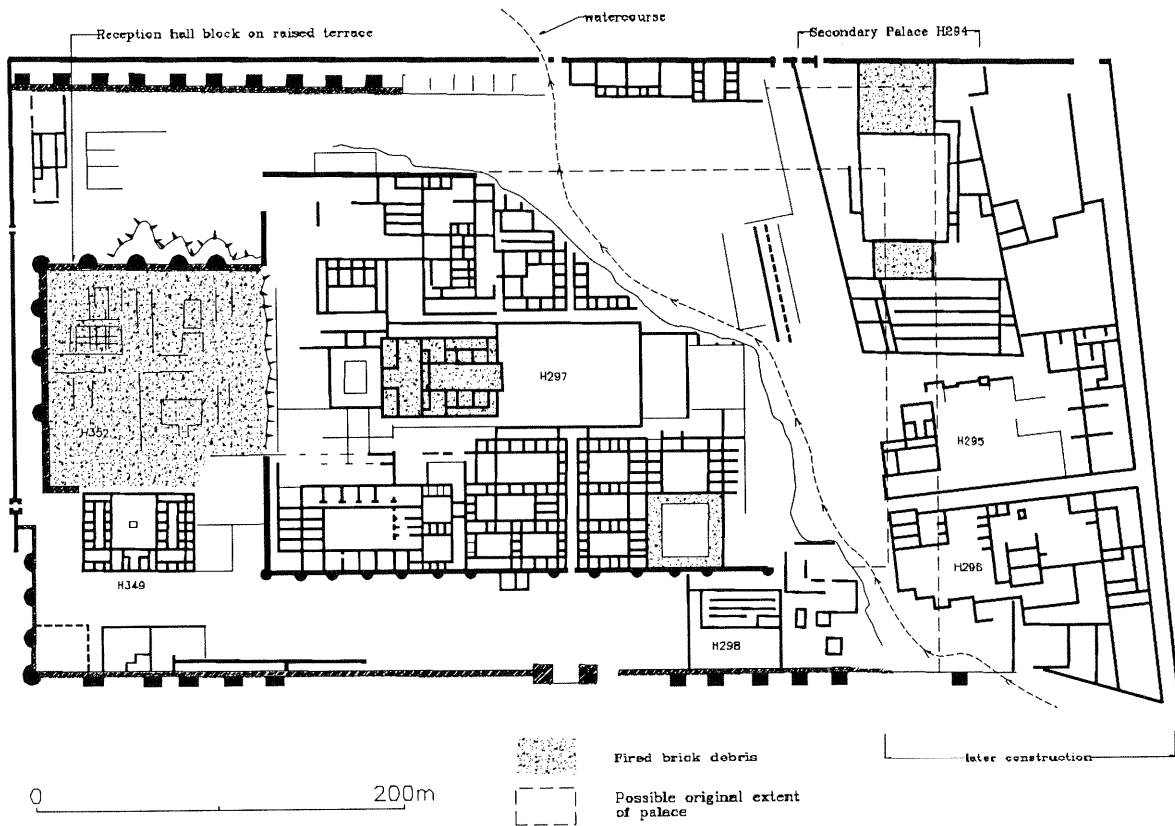 watercourse
Reception hall block on raised terrace
Secondary Palace H294
H297
H352
H295
H349
H296
H298
Fired brick debris
later construction
0 200m
Possible original extent
of palace